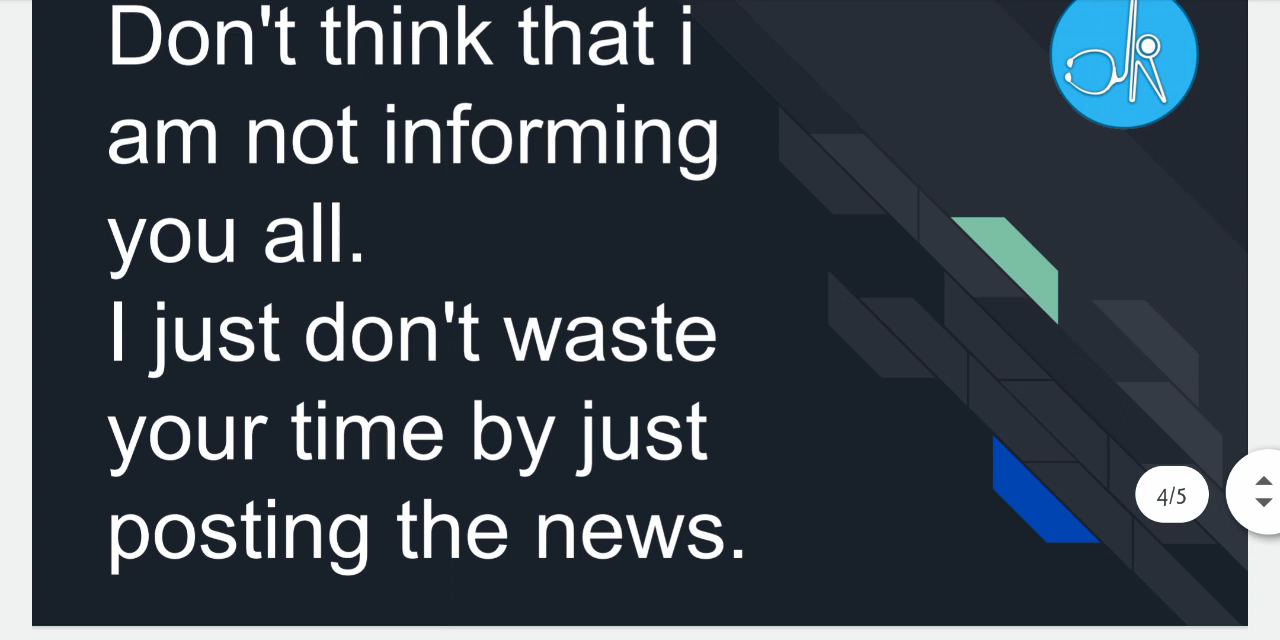 Don't think that i
am not informing
you all.
I just don't waste
your time by just
posting the news.
4/5